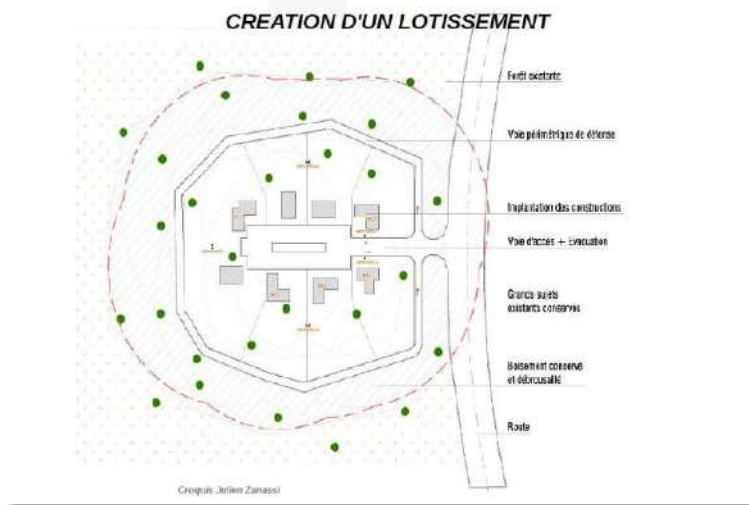 CREATION D'UN LOTISSEMENT
Forêt existante
Voie périmétrique de défense
Implantation des constructions
Voie d'accès + Evacuation
Grands sujets
existants conservés
Boisement conservé
et débrousaillé
Route
Croquis Julien Zanassi